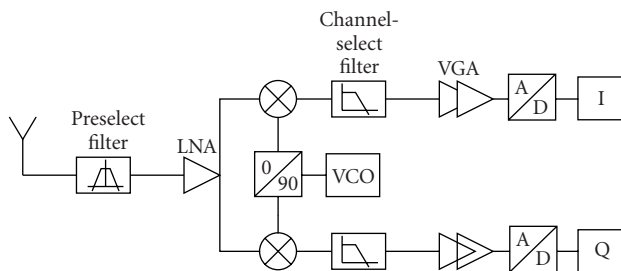 Channel-
select
filter
VGA
A
D
I
Preselect
filter
LNA
0
90
VCO
A
D
Q